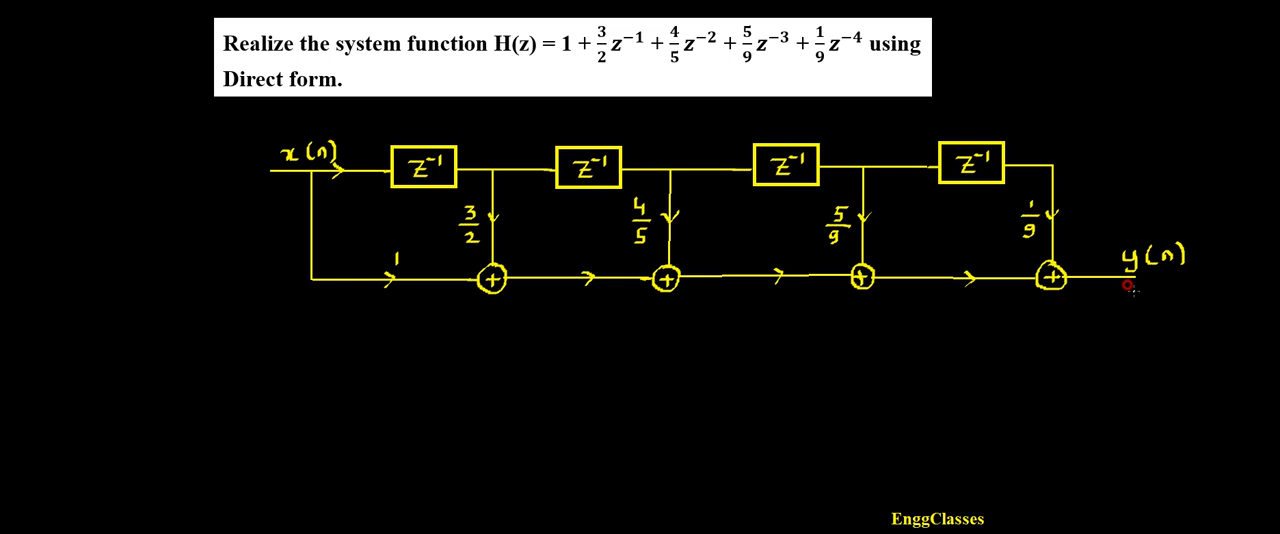 Realize the system function H(z) = 1 + 3/2 z⁻¹ + 4/5 z⁻² + 5/9 z⁻³ + 1/9 z⁻⁴ using
Direct form.
x(n) z⁻¹ z⁻¹ z⁻¹ z⁻¹
3/2 4/5 5/9 1/9
1 + + + + y(n)
EnggClasses